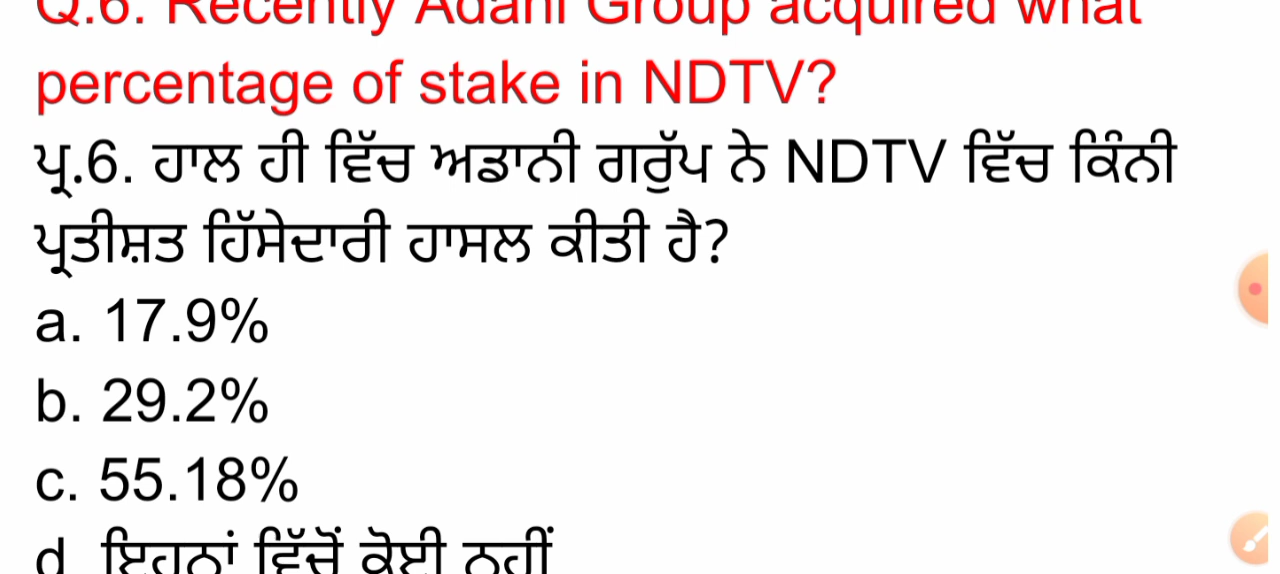 Q.6. Recently Adani Group acquired what
percentage of stake in NDTV?
ਪ੍ਰ.6. ਹਾਲ ਹੀ ਵਿੱਚ ਅਡਾਨੀ ਗਰੁੱਪ ਨੇ NDTV ਵਿੱਚ ਕਿੰਨੀ
ਪ੍ਰਤੀਸ਼ਤ ਹਿੱਸੇਦਾਰੀ ਹਾਸਲ ਕੀਤੀ ਹੈ?
a. 17.9%
b. 29.2%
c. 55.18%
d ਇਹਨਾਂ ਵਿੱਚੋਂ ਕੋਈ ਨਹੀਂ